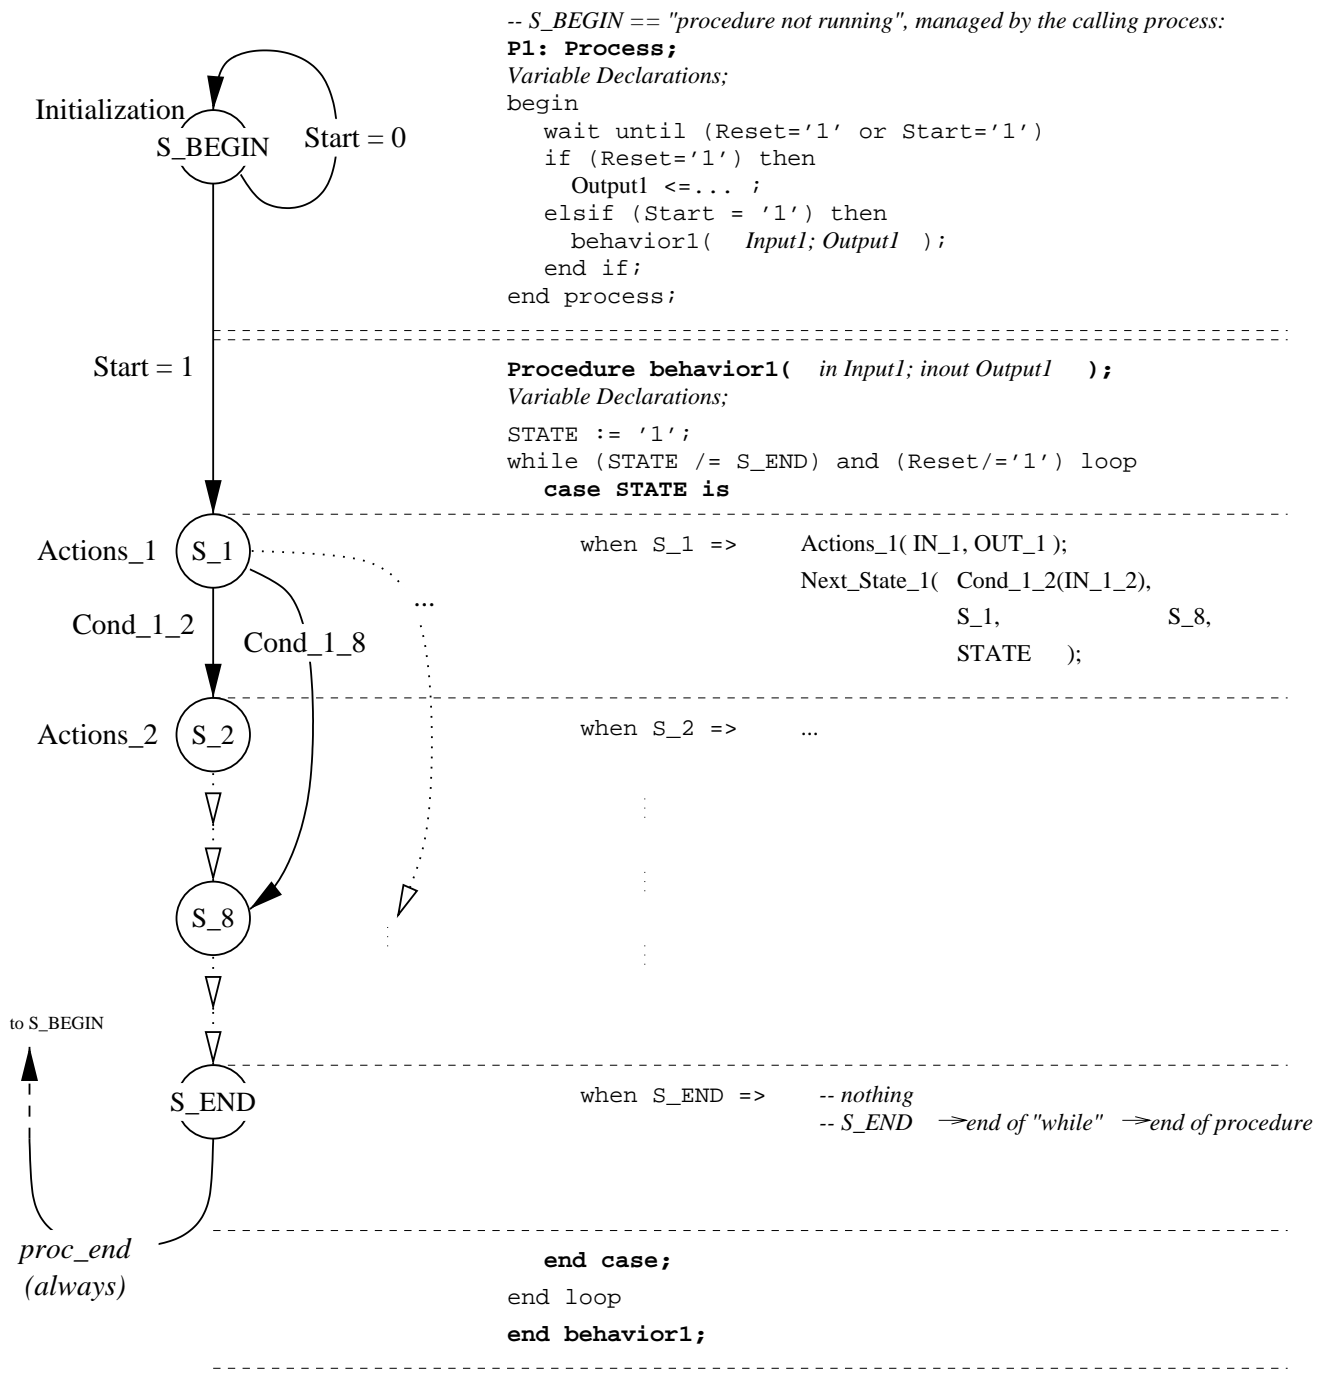 -- S_BEGIN == "procedure not running", managed by the calling process:
P1: Process;
Variable Declarations;
begin
wait until (Reset='1' or Start='1')
if (Reset='1') then
Output1 <=... ;
elsif (Start = '1') then
behavior1( Input1; Output1 );
end if;
end process;
Initialization
S_BEGIN
Start = 0
Start = 1
Procedure behavior1( in Input1; inout Output1 );
Variable Declarations;
STATE := '1';
while (STATE /= S_END) and (Reset/='1') loop
case STATE is
Actions_1
S_1
when S_1 => Actions_1( IN_1, OUT_1 );
Next_State_1( Cond_1_2(IN_1_2),
S_1, S_8,
STATE );
...
Cond_1_2
Cond_1_8
Actions_2
S_2
when S_2 => ...
S_8
to S_BEGIN
S_END
when S_END => -- nothing
-- S_END ->end of "while" ->end of procedure
proc_end
(always)
end case;
end loop
end behavior1;